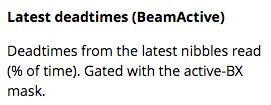 Latest deadtimes (BeamActive)
Deadtimes from the latest nibbles read
(% of time). Gated with the active-BX
mask.